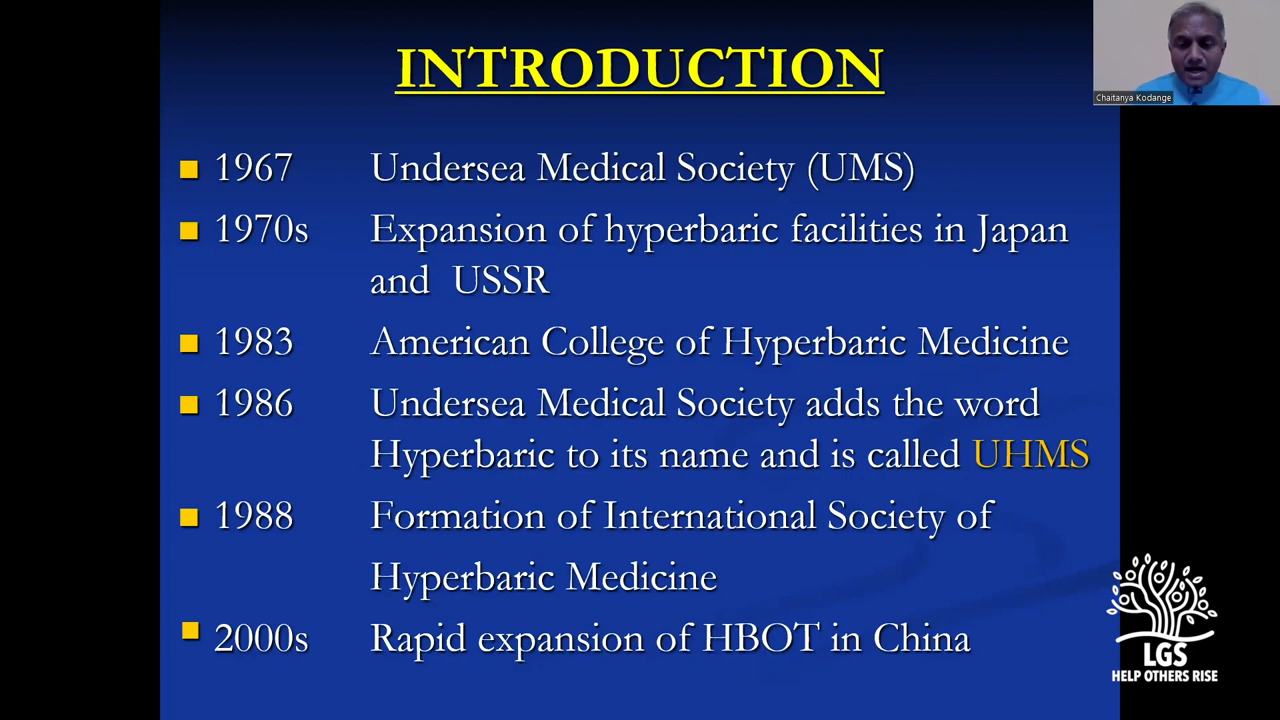 INTRODUCTION
Chaitanya Kodange
1967 Undersea Medical Society (UMS)
1970s Expansion of hyperbaric facilities in Japan
and USSR
1983 American College of Hyperbaric Medicine
1986 Undersea Medical Society adds the word
Hyperbaric to its name and is called UHMS
1988 Formation of International Society of
Hyperbaric Medicine
2000s Rapid expansion of HBOT in China
LGS
HELP OTHERS RISE